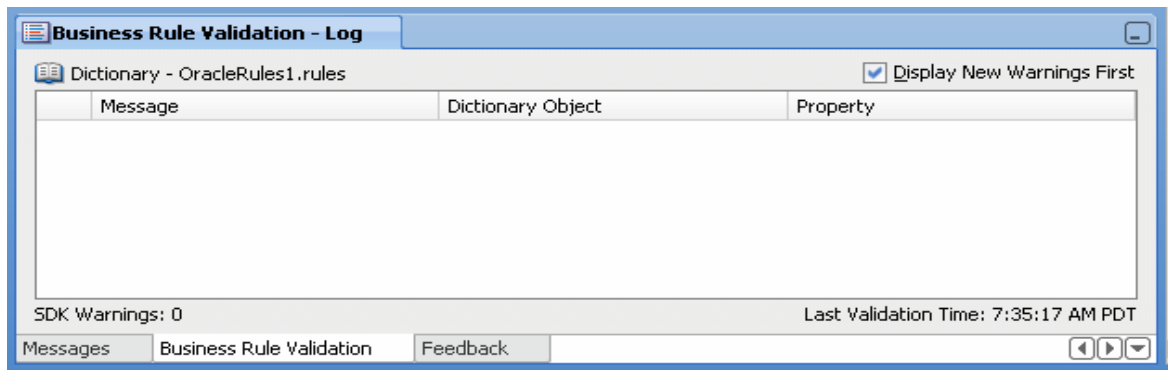 Business Rule Validation - Log
Dictionary - OracleRules1.rules Display New Warnings First
Message Dictionary Object Property
SDK Warnings: 0 Last Validation Time: 7:35:17 AM PDT
Messages Business Rule Validation Feedback